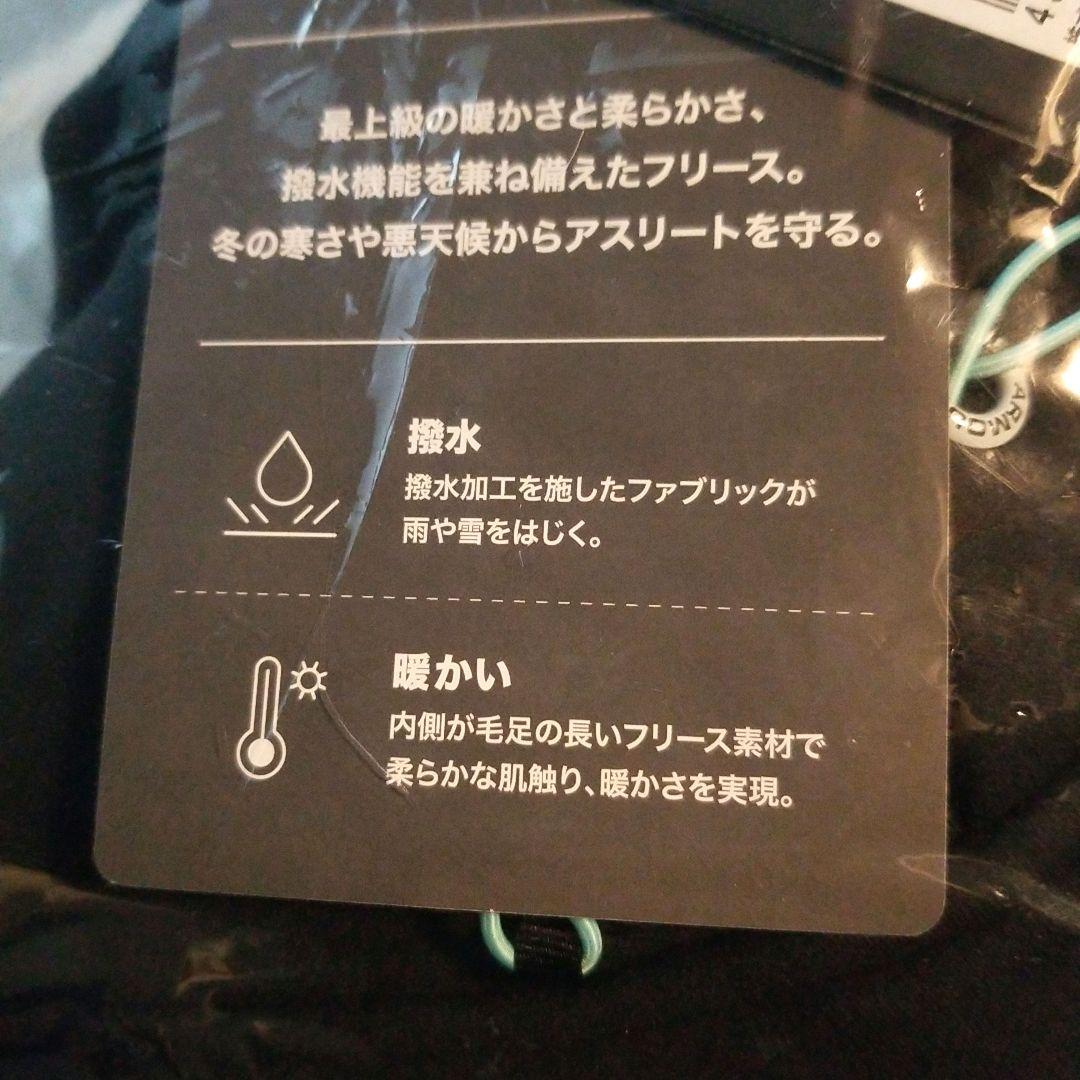 最上級の暖かさと柔らかさ、
撥水機能を兼ね備えたフリース。
冬の寒さや悪天候からアスリートを守る。
撥水
撥水加工を施したファブリックが
雨や雪をはじく。
暖かい
内側が毛足の長いフリース素材で
柔らかな肌触り、暖かさを実現。
ARMOU
4